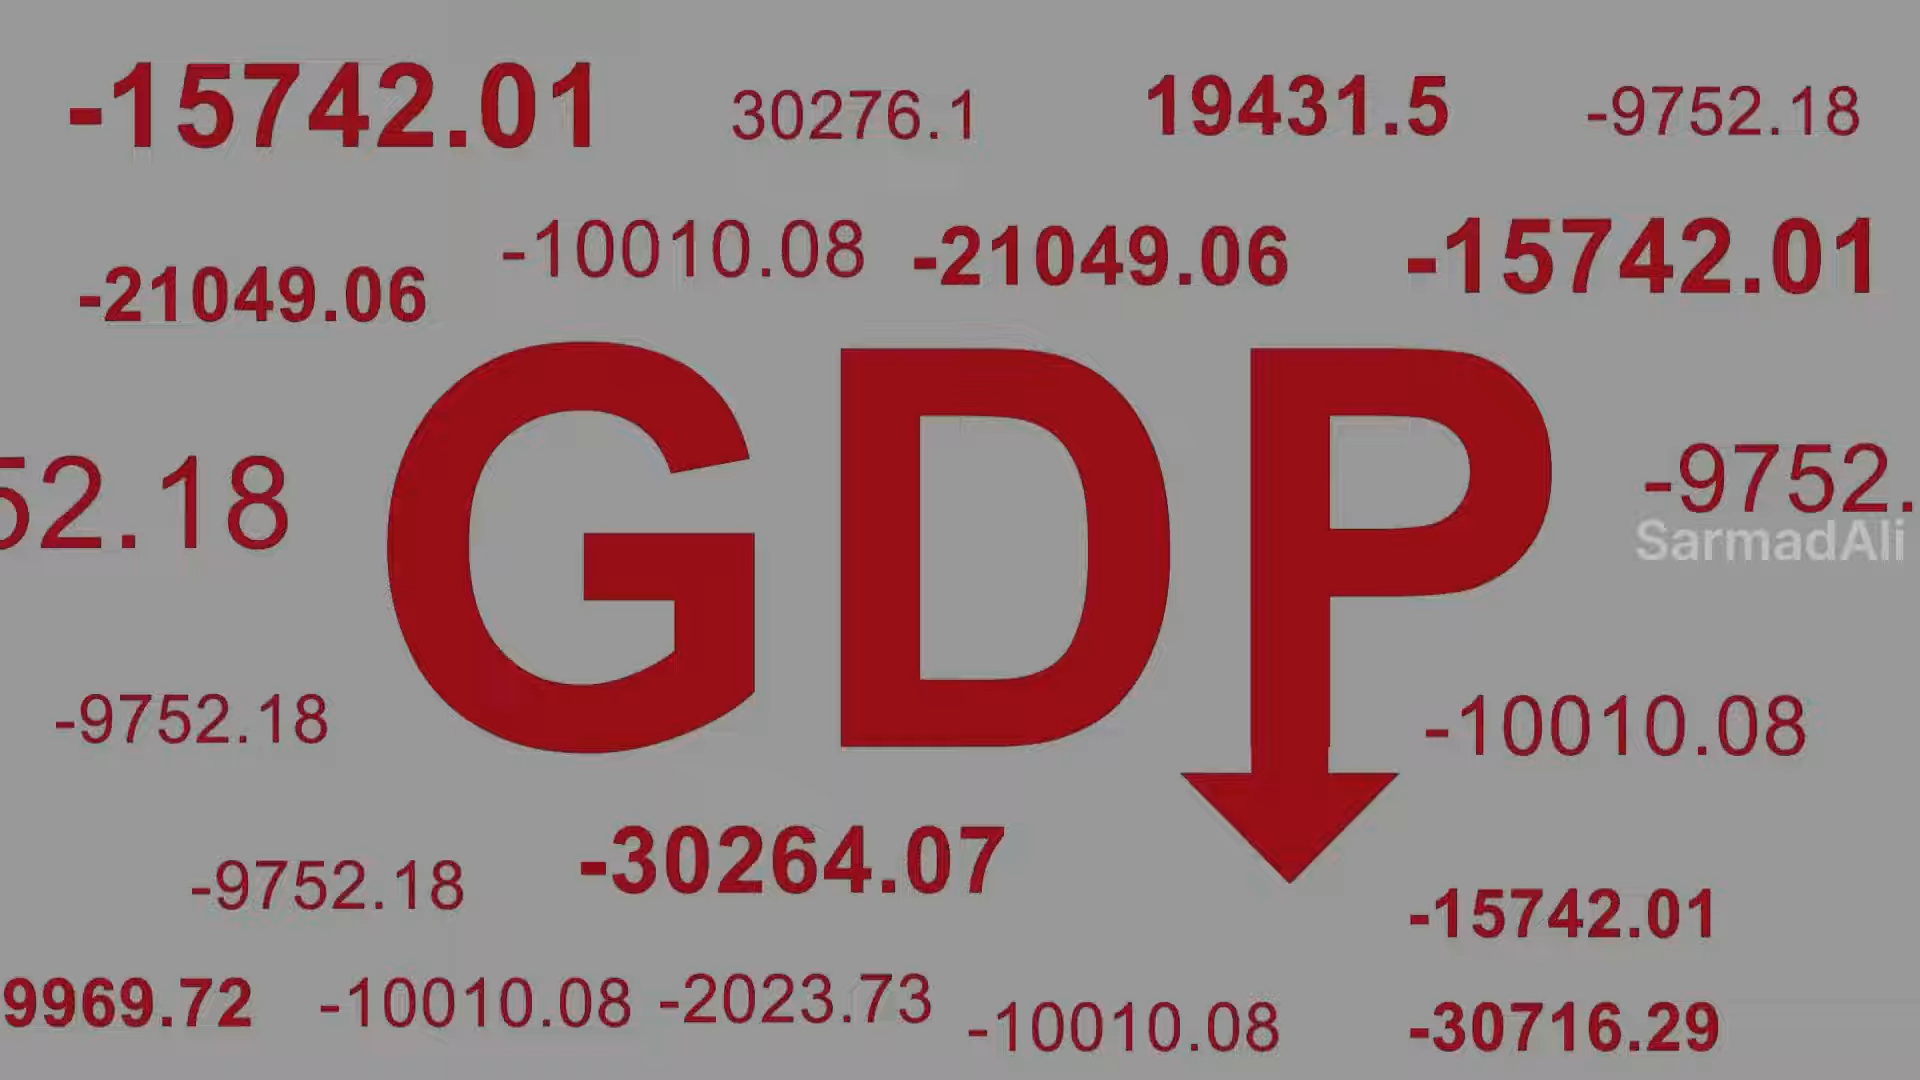 -15742.01 30276.1 19431.5 -9752.18
-21049.06 -10010.08 -21049.06 -15742.01
GDP
52.18 -9752.
SarmadAli
-9752.18 -10010.08
-9752.18 -30264.07 -15742.01
9969.72 -10010.08 -2023.73 -10010.08 -30716.29